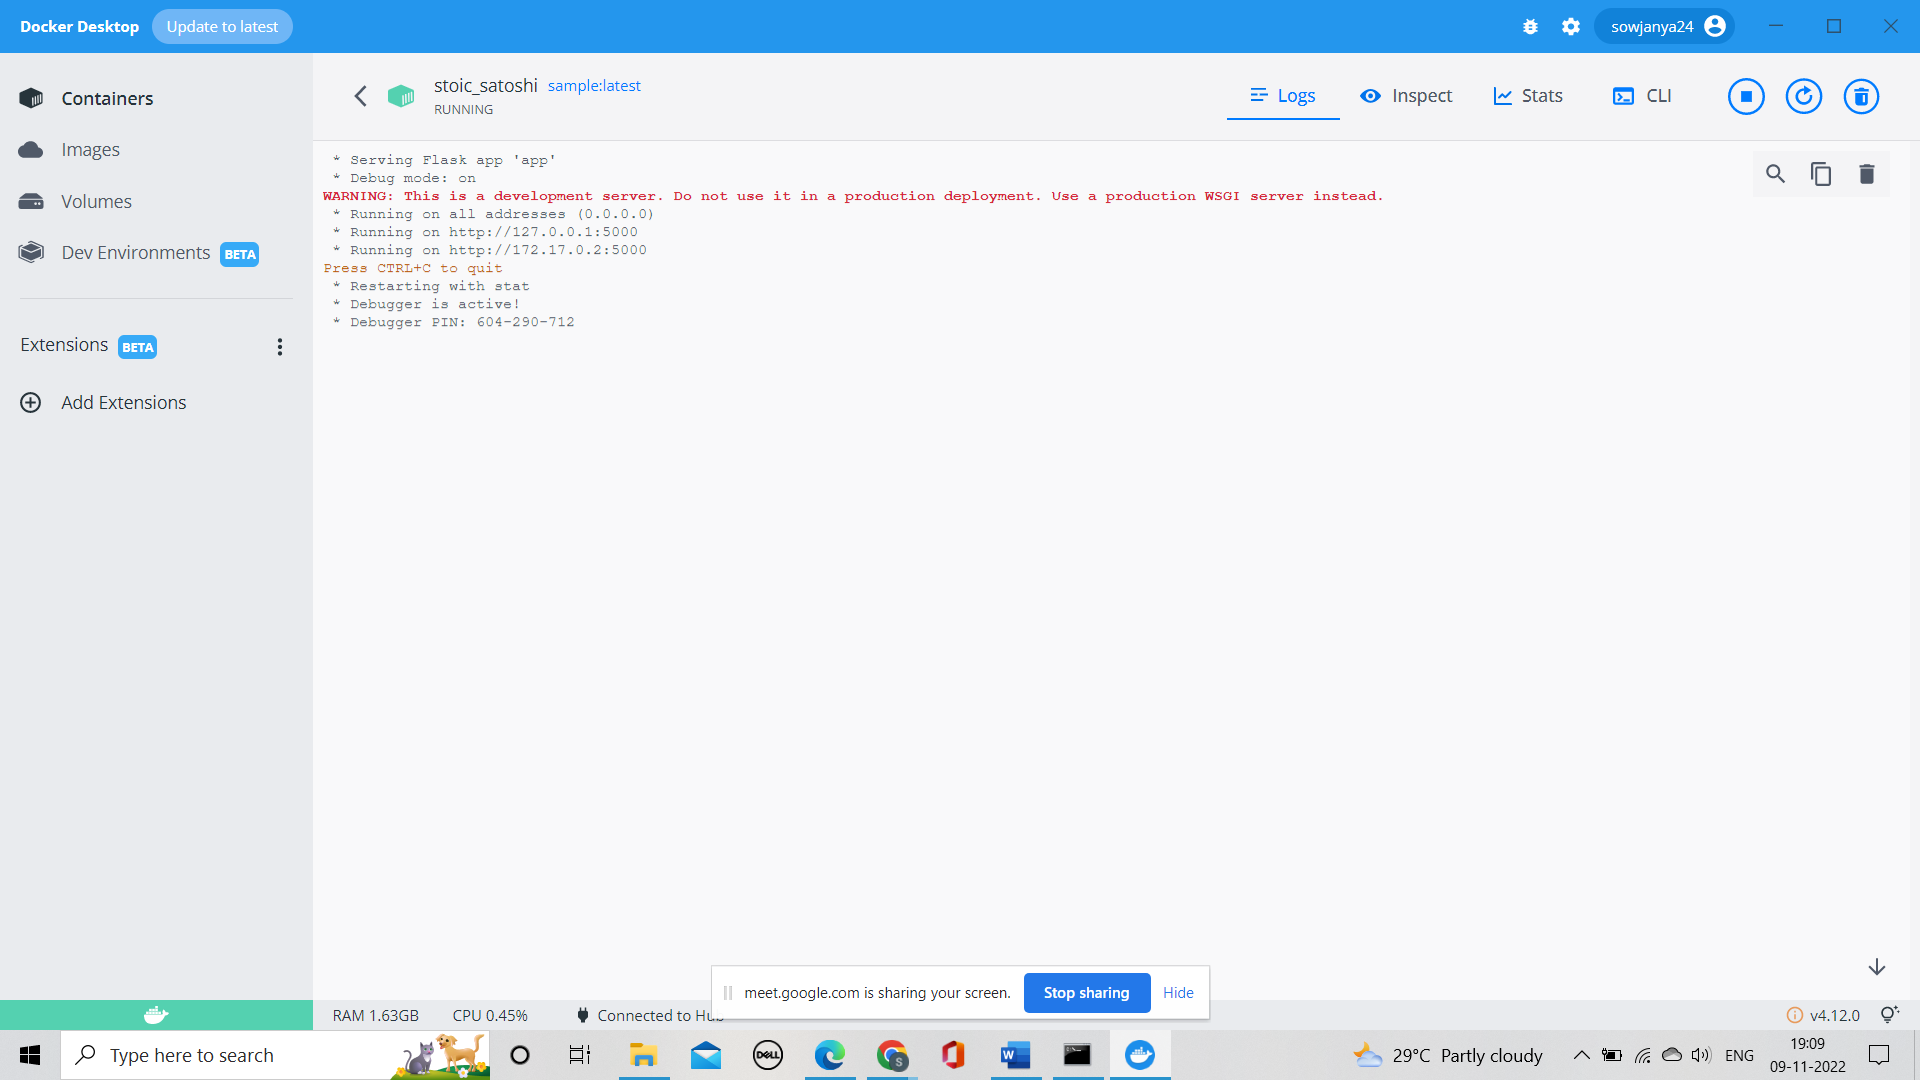 Docker Desktop Update to latest sowjanya24
Containers
Images
Volumes
Dev Environments BETA
Extensions BETA
Add Extensions
stoic_satoshi sample:latest
RUNNING
Logs Inspect Stats CLI
* Serving Flask app 'app'
* Debug mode: on
WARNING: This is a development server. Do not use it in a production deployment. Use a production WSGI server instead.
* Running on all addresses (0.0.0.0)
* Running on http://127.0.0.1:5000
* Running on http://172.17.0.2:5000
Press CTRL+C to quit
* Restarting with stat
* Debugger is active!
* Debugger PIN: 604-290-712
meet.google.com is sharing your screen. Stop sharing Hide
RAM 1.63GB CPU 0.45% Connected to Hub v4.12.0
Type here to search
DELL
S
W
29°C Partly cloudy ENG
19:09
09-11-2022